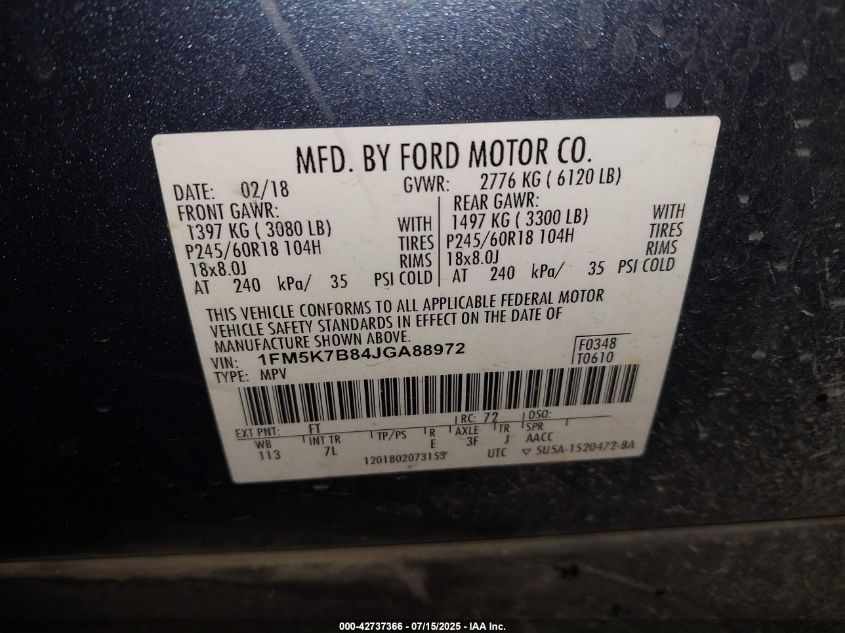 MFD. BY FORD MOTOR CO.
DATE: 02/18 GVWR: 2776 KG ( 6120 LB)
FRONT GAWR: REAR GAWR:
1397 KG ( 3080 LB) WITH 1497 KG ( 3300 LB) WITH
P245/60R18 104H TIRES P245/60R18 104H TIRES
18x8.0J RIMS 18x8.0J RIMS
AT 240 kPa/ 35 PSI COLD AT 240 kPa/ 35 PSI COLD
THIS VEHICLE CONFORMS TO ALL APPLICABLE FEDERAL MOTOR
VEHICLE SAFETY STANDARDS IN EFFECT ON THE DATE OF
MANUFACTURE SHOWN ABOVE.
VIN: 1FM5K7B84JGA88972 F0348
TYPE: MPV T0610
EXT PNT: FT RC: 72 DSO:
WB INT TR TP/PS R AXLE TR SPR
113 7L E 3F J AACC
1201802073153 UTC ▽ 5U5A-1520472-BA
000-42737366 - 07/15/2025 - IAA Inc.